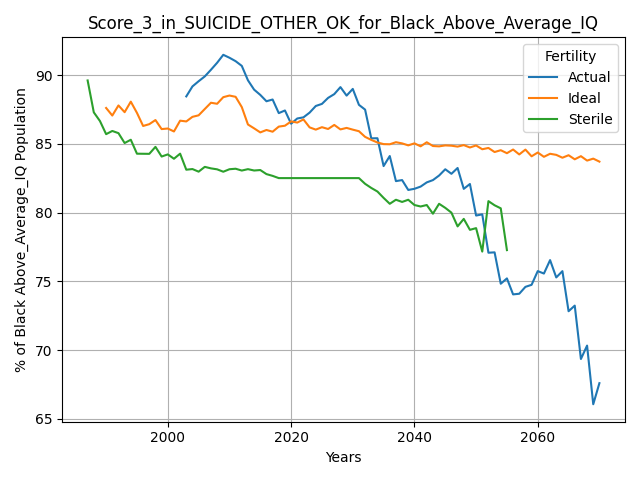 Score_3_in_SUICIDE_OTHER_OK_for_Black_Above_Average_IQ
% of Black Above_Average_IQ Population
90
85
80
75
70
65
2000
2020
2040
2060
Years
Fertility
Actual
Ideal
Sterile